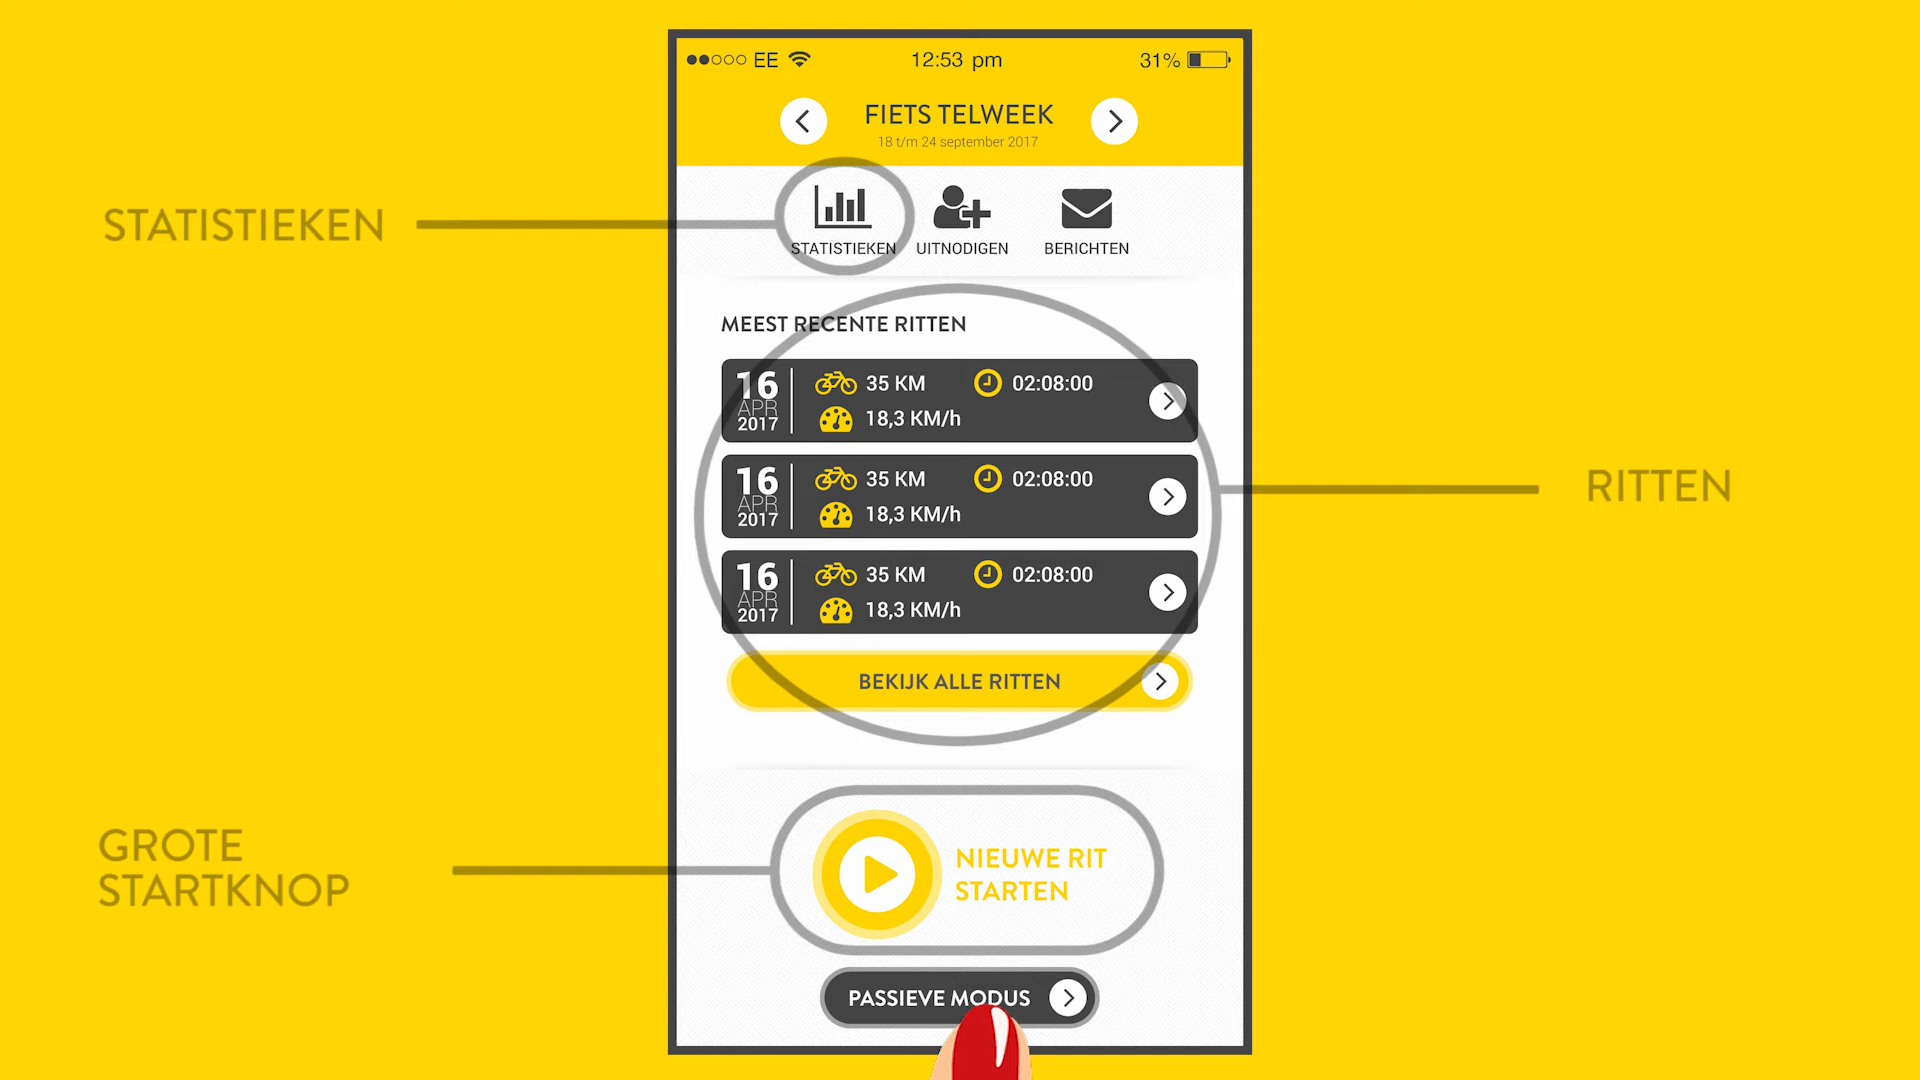 EE
12:53 pm
31%
FIETS TELWEEK
18 t/m 24 september 2017
STATISTIEKEN
STATISTIEKEN
UITNODIGEN
BERICHTEN
MEEST RECENTE RITTEN
16
APR
2017
35 KM
02:08:00
18,3 KM/h
16
APR
2017
35 KM
02:08:00
18,3 KM/h
RITTEN
16
APR
2017
35 KM
02:08:00
18,3 KM/h
BEKIJK ALLE RITTEN
GROTE
STARTKNOP
NIEUWE RIT
STARTEN
PASSIEVE MODUS